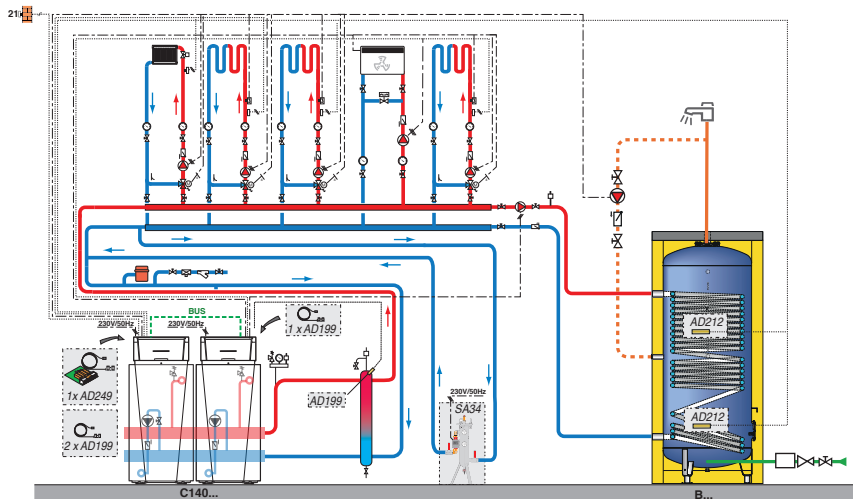 21
BUS
230V/50Hz
230V/50Hz
1 x AD199
1x AD249
2 x AD199
AD199
230V/50Hz
SA34
AD212
AD212
C140...
B...